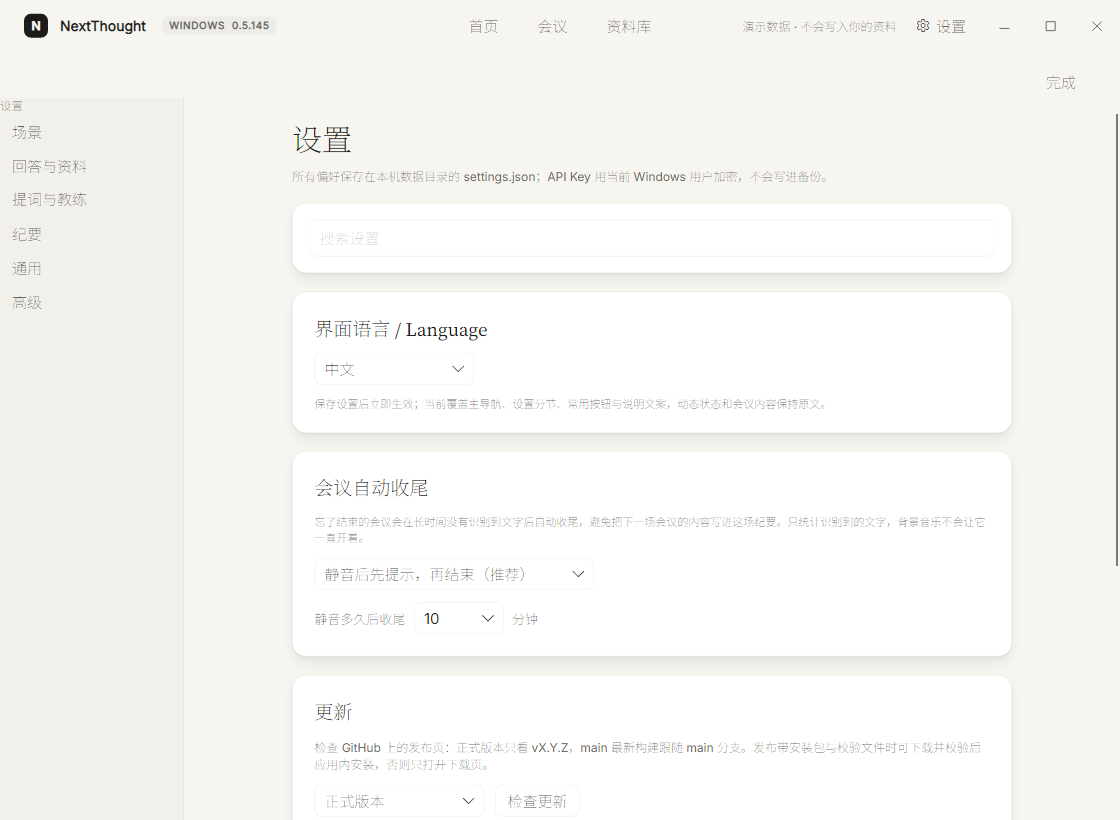 N NextThought WINDOWS 0.5.145 首页 会议 资料库 演示数据 · 不会写入你的资料 设置
完成
设置
场景
回答与资料
提词与教练
纪要
通用
高级
设置
所有偏好保存在本机数据目录的 settings.json；API Key 用当前 Windows 用户加密，不会写进备份。
搜索设置
界面语言 / Language
中文
保存设置后立即生效；当前覆盖主导航、设置分节、常用按钮与说明文案，动态状态和会议内容保持原文。
会议自动收尾
忘了结束的会议会在长时间没有识别到文字后自动收尾，避免把下一场会议的内容写进这场纪要。只统计识别到的文字，背景音乐不会让它
一直开着。
静音后先提示，再结束（推荐）
静音多久后收尾 10 分钟
更新
检查 GitHub 上的发布页：正式版本只看 vX.Y.Z，main 最新构建跟随 main 分支。发布带安装包与校验文件时可下载并校验后
应用内安装，否则只打开下载页。
正式版本 检查更新